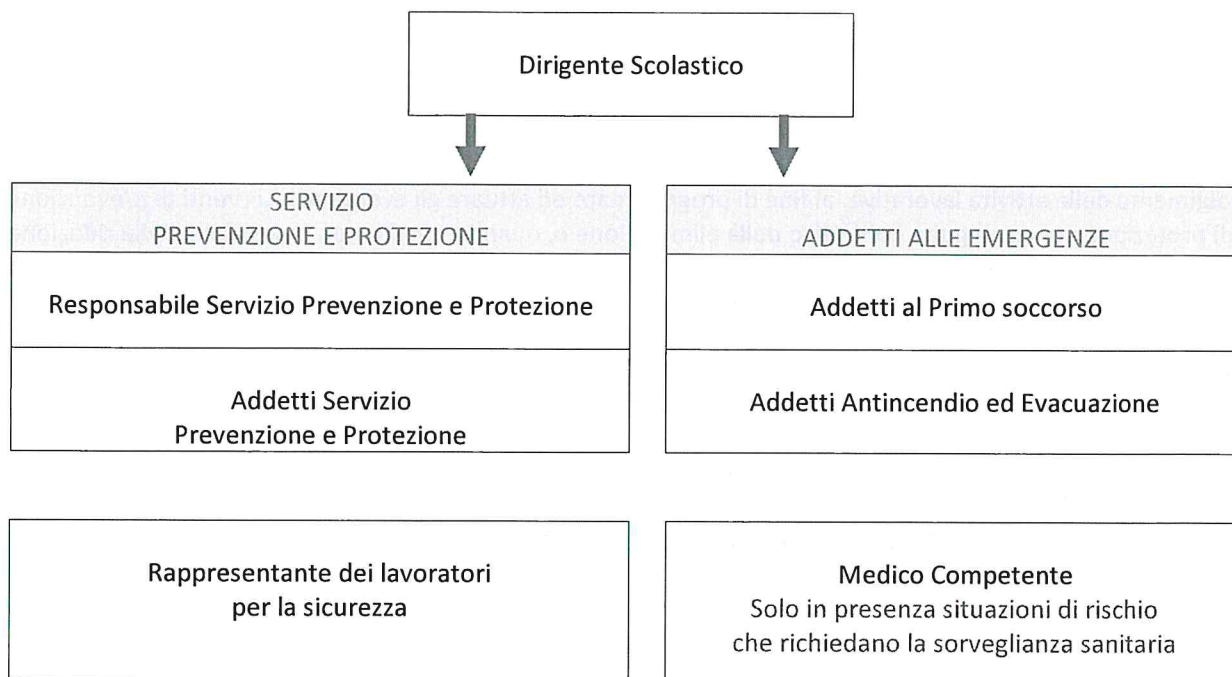 Dirigente Scolastico
SERVIZIO
PREVENZIONE E PROTEZIONE
Responsabile Servizio Prevenzione e Protezione
Addetti Servizio
Prevenzione e Protezione
ADDETTI ALLE EMERGENZE
Addetti al Primo soccorso
Addetti Antincendio ed Evacuazione
Rappresentante dei lavoratori
per la sicurezza
Medico Competente
Solo in presenza situazioni di rischio
che richiedano la sorveglianza sanitaria